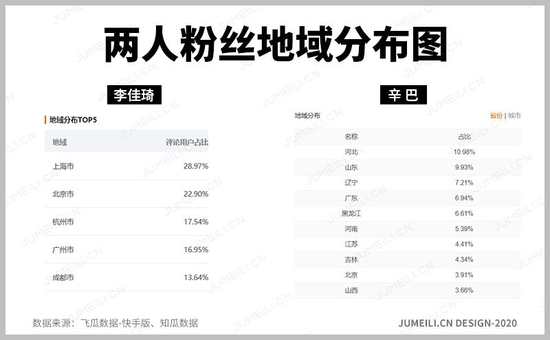 两人粉丝地域分布图
李佳琦
地域分布TOP5
地域 评论用户占比
上海市 28.97%
北京市 22.90%
杭州市 17.54%
广州市 16.95%
成都市 13.64%
辛巴
地域分布 省份 | 城市
名称 占比
河北 10.98%
山东 9.93%
辽宁 7.21%
广东 6.94%
黑龙江 6.61%
河南 5.39%
江苏 4.41%
吉林 4.34%
北京 3.91%
山西 3.66%
数据来源:飞瓜数据-快手版、知瓜数据
JUMEILI.CN DESIGN-2020
JUMEILI.CN